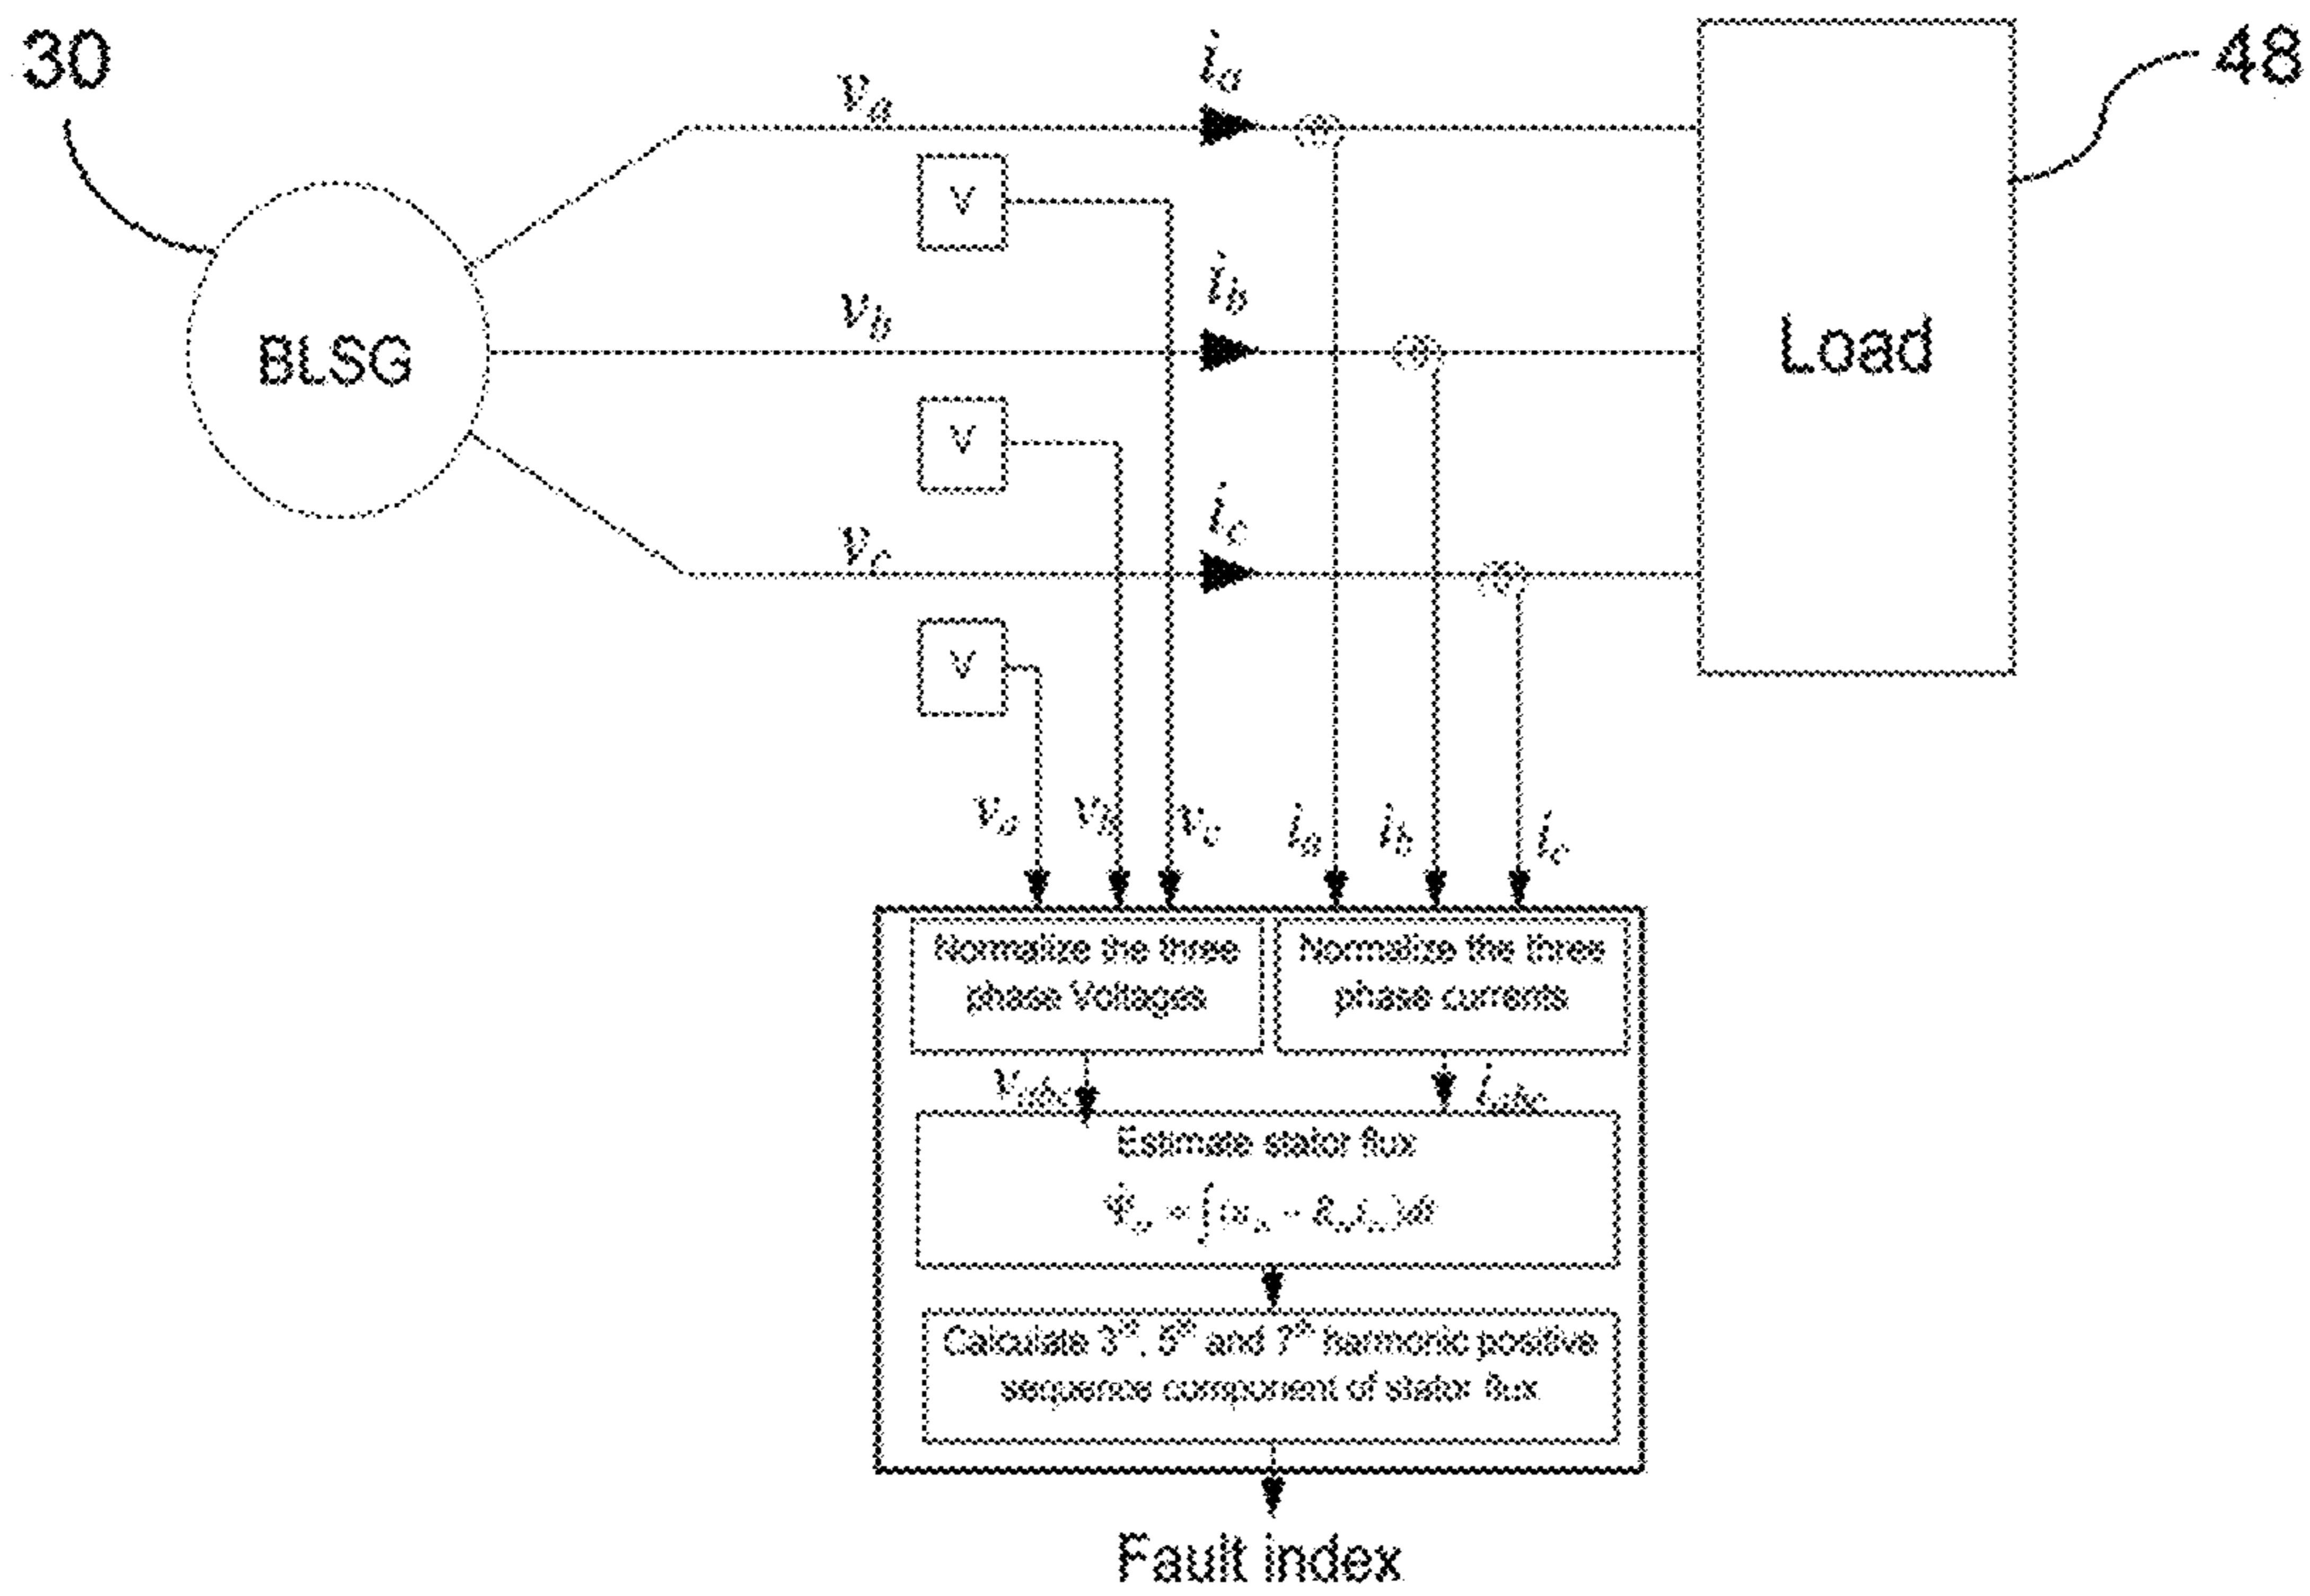 30
48
i_a
v_a
V
i_b
v_b
BLSG
Load
V
i_c
v_c
V
v_a v_b v_c i_a i_b i_c
Normalize the three
phase Voltages
Normalize the three
phase currents
v_abc
i_abc
Estimate stator flux
Calculate 3rd, 5th and 7th harmonic positive
sequence component of stator flux
Fault index